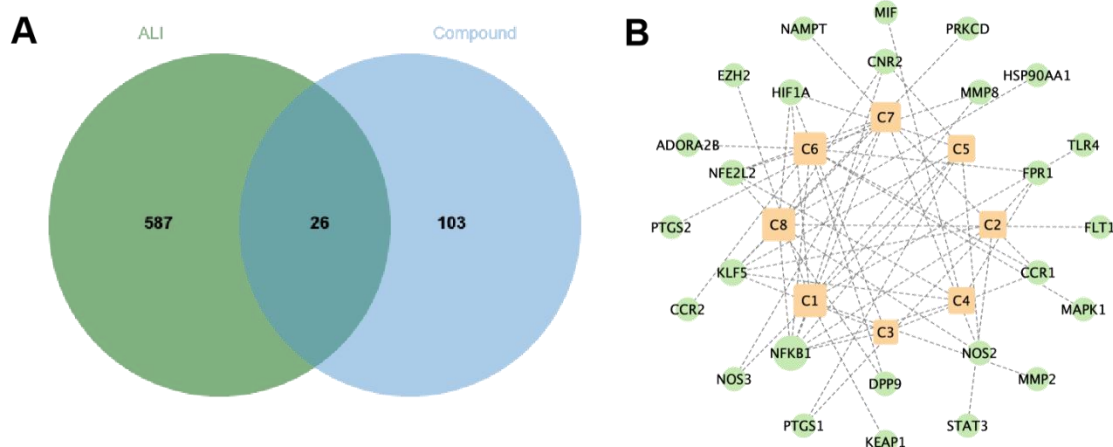 A
ALI
Compound
587
26
103
B
MIF
NAMPT
PRKCD
CNR2
EZH2
HSP90AA1
HIF1A
MMP8
C7
ADORA2B
C6
C5
TLR4
NFE2L2
FPR1
PTGS2
C8
C2
FLT1
KLF5
CCR1
CCR2
C1
C4
MAPK1
C3
NFKB1
NOS2
NOS3
DPP9
MMP2
PTGS1
STAT3
KEAP1